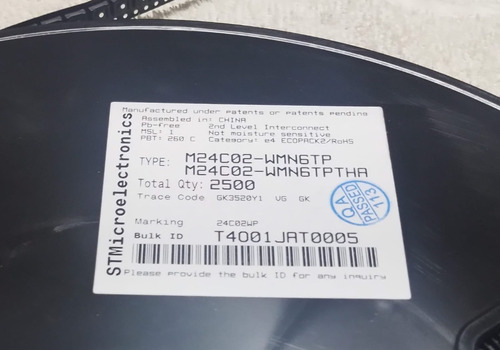 Manufactured under patents or patents pending
Assembled in: CHINA
Pb-free 2nd Level Interconnect
MSL: 1 Not moisture sensitive
PBT: 260 C Category: e4 ECOPACK2/RoHS
TYPE: M24C02-WMN6TP
M24C02-WMN6TPTHA
Total Qty: 2500
Trace Code GK3520Y1 VG GK
Marking 24C02WP
Bulk ID T4001JAT0005
Please provide the bulk ID for any inquiry
STMicroelectronics
QA
PASSED
113